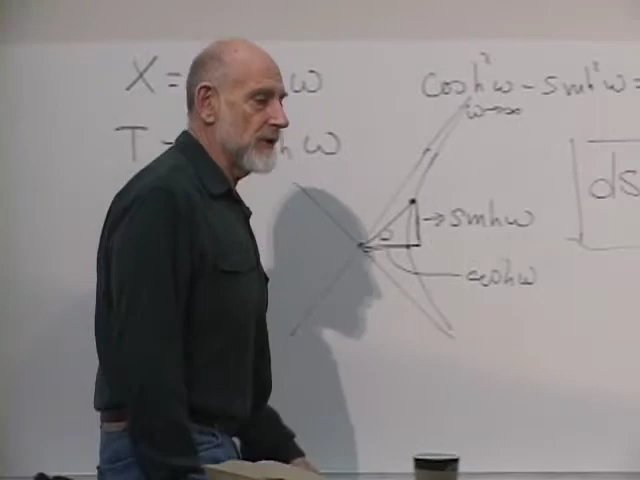 X = ω
cosh²ω - sinh²ω =
ω→∞
T - h ω
dS
ω
→ sinhω
coshω